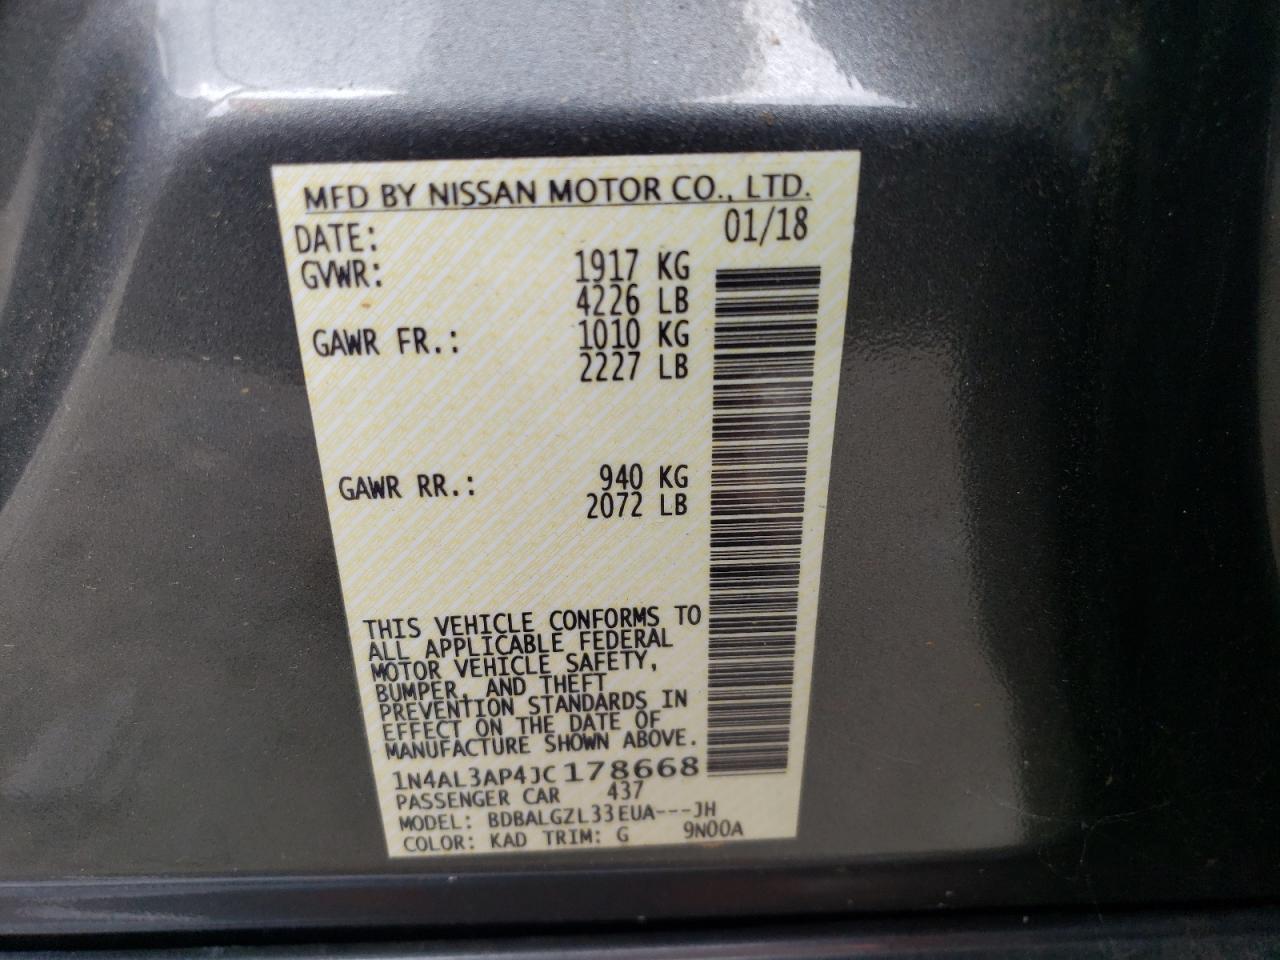 MFD BY NISSAN MOTOR CO., LTD.
DATE: 01/18
GVWR: 1917 KG
4226 LB
GAWR FR.: 1010 KG
2227 LB
GAWR RR.: 940 KG
2072 LB
THIS VEHICLE CONFORMS TO
ALL APPLICABLE FEDERAL
MOTOR VEHICLE SAFETY,
BUMPER, AND THEFT
PREVENTION STANDARDS IN
EFFECT ON THE DATE OF
MANUFACTURE SHOWN ABOVE.
1N4AL3AP4JC178668
PASSENGER CAR 437
MODEL: BDBALGZL33EUA---JH
COLOR: KAD TRIM: G 9N00A